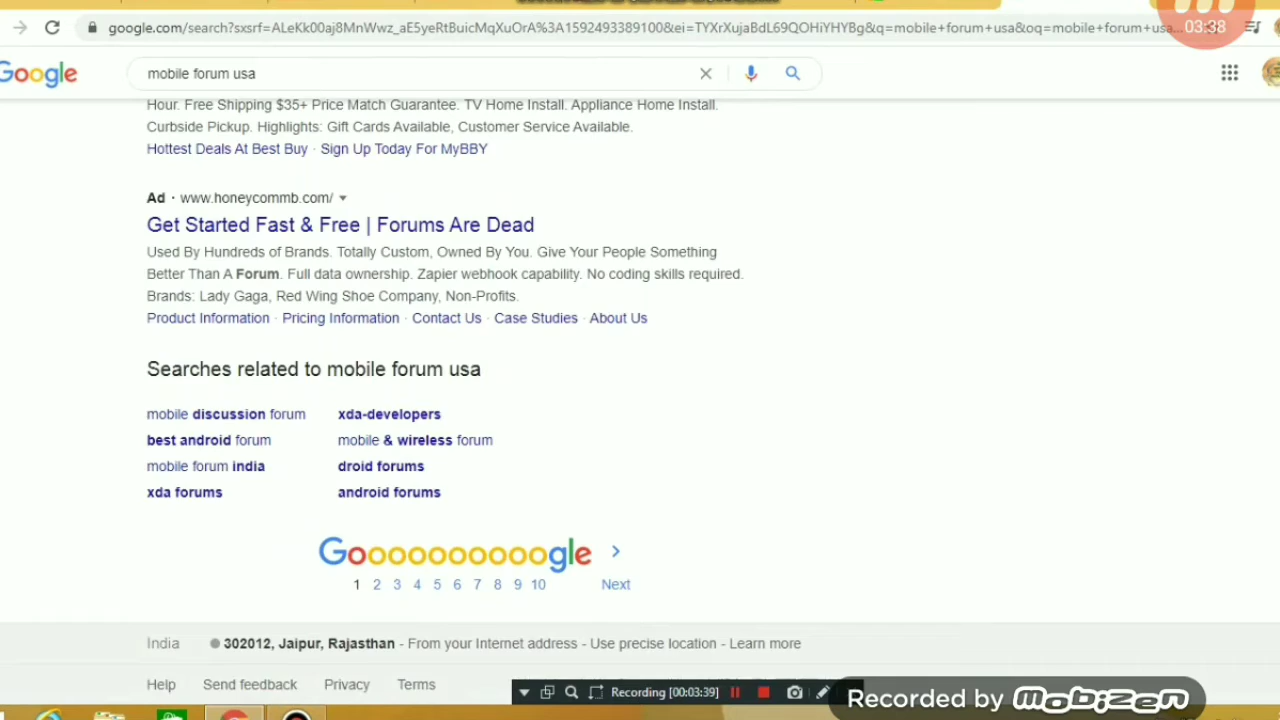 03:38
google.com/search?sxsrf=ALeKk00aj8MnWwz_aE5yeRtBuicMqXuOrA%3A1592493389100&ei=TYXrXujaBdL69QOHiYHYBg&q=mobile+forum+usa&oq=mobile+forum+usa...
Google
mobile forum usa
Hour. Free Shipping $35+ Price Match Guarantee. TV Home Install. Appliance Home Install.
Curbside Pickup. Highlights: Gift Cards Available, Customer Service Available.
Hottest Deals At Best Buy · Sign Up Today For MyBBY
Ad · www.honeycommb.com/
Get Started Fast & Free | Forums Are Dead
Used By Hundreds of Brands. Totally Custom, Owned By You. Give Your People Something
Better Than A Forum. Full data ownership. Zapier webhook capability. No coding skills required.
Brands: Lady Gaga, Red Wing Shoe Company, Non-Profits.
Product Information · Pricing Information · Contact Us · Case Studies · About Us
Searches related to mobile forum usa
mobile discussion forum xda-developers
best android forum mobile & wireless forum
mobile forum india droid forums
xda forums android forums
Goooooooooogle >
1 2 3 4 5 6 7 8 9 10 Next
India 302012, Jaipur, Rajasthan - From your Internet address - Use precise location - Learn more
Help Send feedback Privacy Terms
Recording [00:03:39]
Recorded by Mobizen